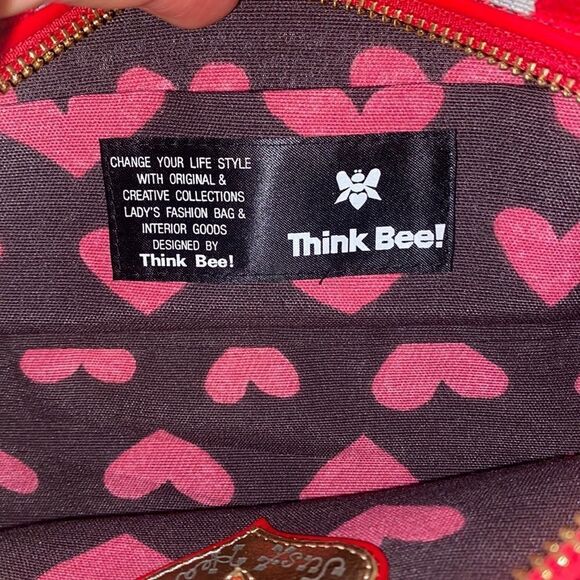 CHANGE YOUR LIFE STYLE
WITH ORIGINAL &
CREATIVE COLLECTIONS
LADY'S FASHION BAG &
INTERIOR GOODS
DESIGNED BY
Think Bee!
Think Bee!